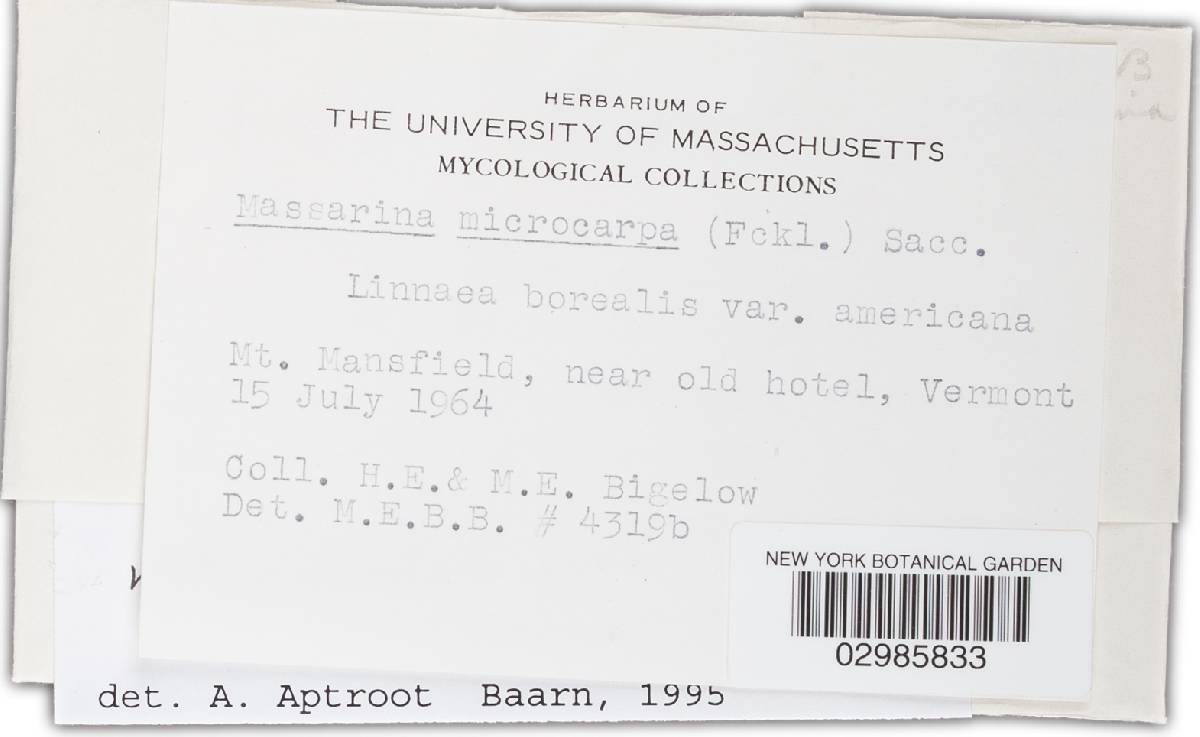 HERBARIUM OF
THE UNIVERSITY OF MASSACHUSETTS
MYCOLOGICAL COLLECTIONS
Massarina microcarpa (Fckl.) Sacc.
Linnaea borealis var. americana
Mt. Mansfield, near old hotel, Vermont
15 July 1964
Coll. H.E.& M.E. Bigelow
Det. M.E.B.B. # 4319b
NEW YORK BOTANICAL GARDEN
02985833
det. A. Aptroot Baarn, 1995